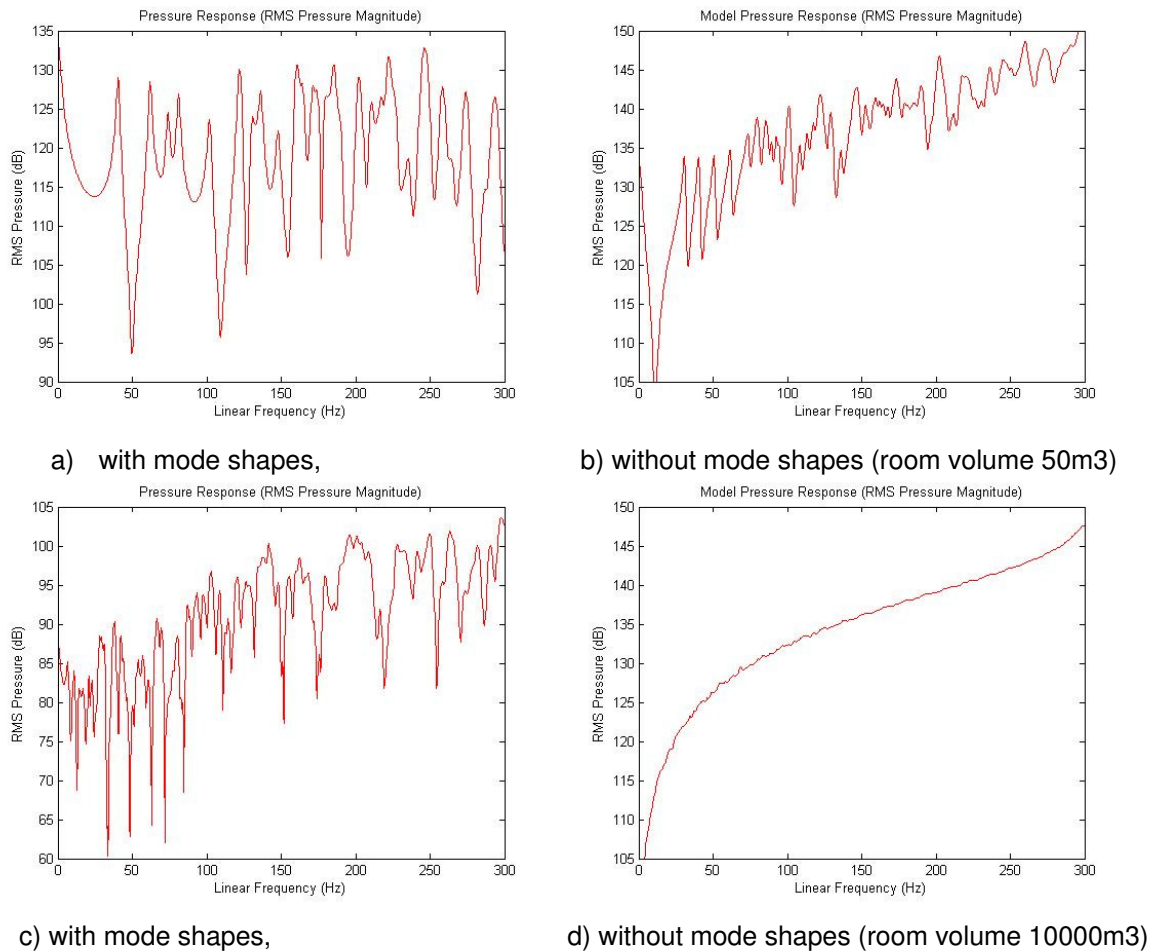 Pressure Response (RMS Pressure Magnitude)
135
130
125
120
115
110
105
100
95
90
RMS Pressure (dB)
0 50 100 150 200 250 300
Linear Frequency (Hz)
Model Pressure Response (RMS Pressure Magnitude)
150
145
140
135
130
125
120
115
110
105
RMS Pressure (dB)
0 50 100 150 200 250 300
Linear Frequency (Hz)
a) with mode shapes,
b) without mode shapes (room volume 50m3)
Pressure Response (RMS Pressure Magnitude)
105
100
95
90
85
80
75
70
65
60
RMS Pressure (dB)
0 50 100 150 200 250 300
Linear Frequency (Hz)
Model Pressure Response (RMS Pressure Magnitude)
150
145
140
135
130
125
120
115
110
105
RMS Pressure (dB)
0 50 100 150 200 250 300
Linear Frequency (Hz)
c) with mode shapes,
d) without mode shapes (room volume 10000m3)